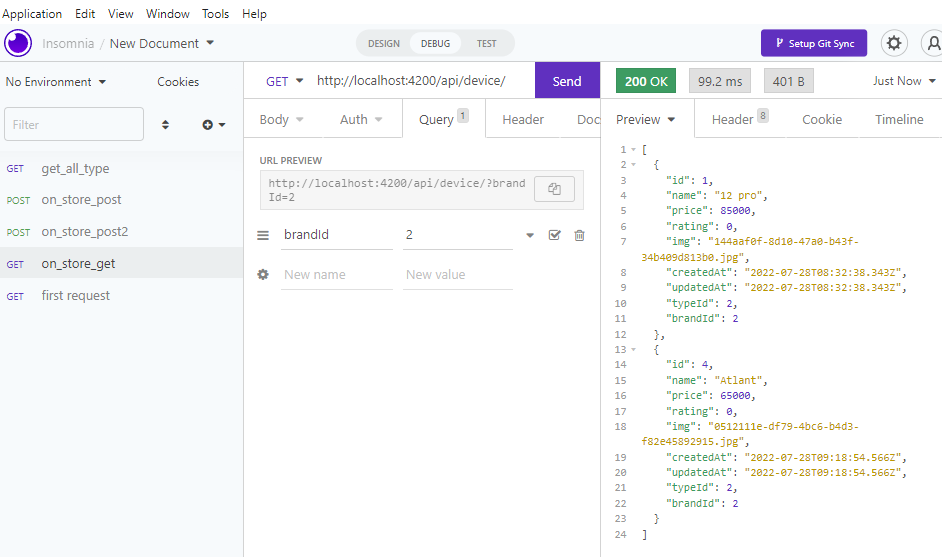 Application Edit View Window Tools Help
Insomnia / New Document
DESIGN DEBUG TEST
Setup Git Sync
No Environment
Cookies
Filter
GET get_all_type
POST on_store_post
POST on_store_post2
GET on_store_get
GET first request
GET http://localhost:4200/api/device/ Send
Body Auth Query 1 Header Doc
URL PREVIEW
http://localhost:4200/api/device/?brand
Id=2
brandId 2
New name New value
200 OK 99.2 ms 401 B Just Now
Preview Header 8 Cookie Timeline
1 [
2 {
3 "id": 1,
4 "name": "12 pro",
5 "price": 85000,
6 "rating": 0,
7 "img": "144aaf0f-8d10-47a0-b43f-
34b409d813b0.jpg",
8 "createdAt": "2022-07-28T08:32:38.343Z",
9 "updatedAt": "2022-07-28T08:32:38.343Z",
10 "typeId": 2,
11 "brandId": 2
12 },
13 {
14 "id": 4,
15 "name": "Atlant",
16 "price": 65000,
17 "rating": 0,
18 "img": "0512111e-df79-4bc6-b4d3-
f82e45892915.jpg",
19 "createdAt": "2022-07-28T09:18:54.566Z",
20 "updatedAt": "2022-07-28T09:18:54.566Z",
21 "typeId": 2,
22 "brandId": 2
23 }
24 ]